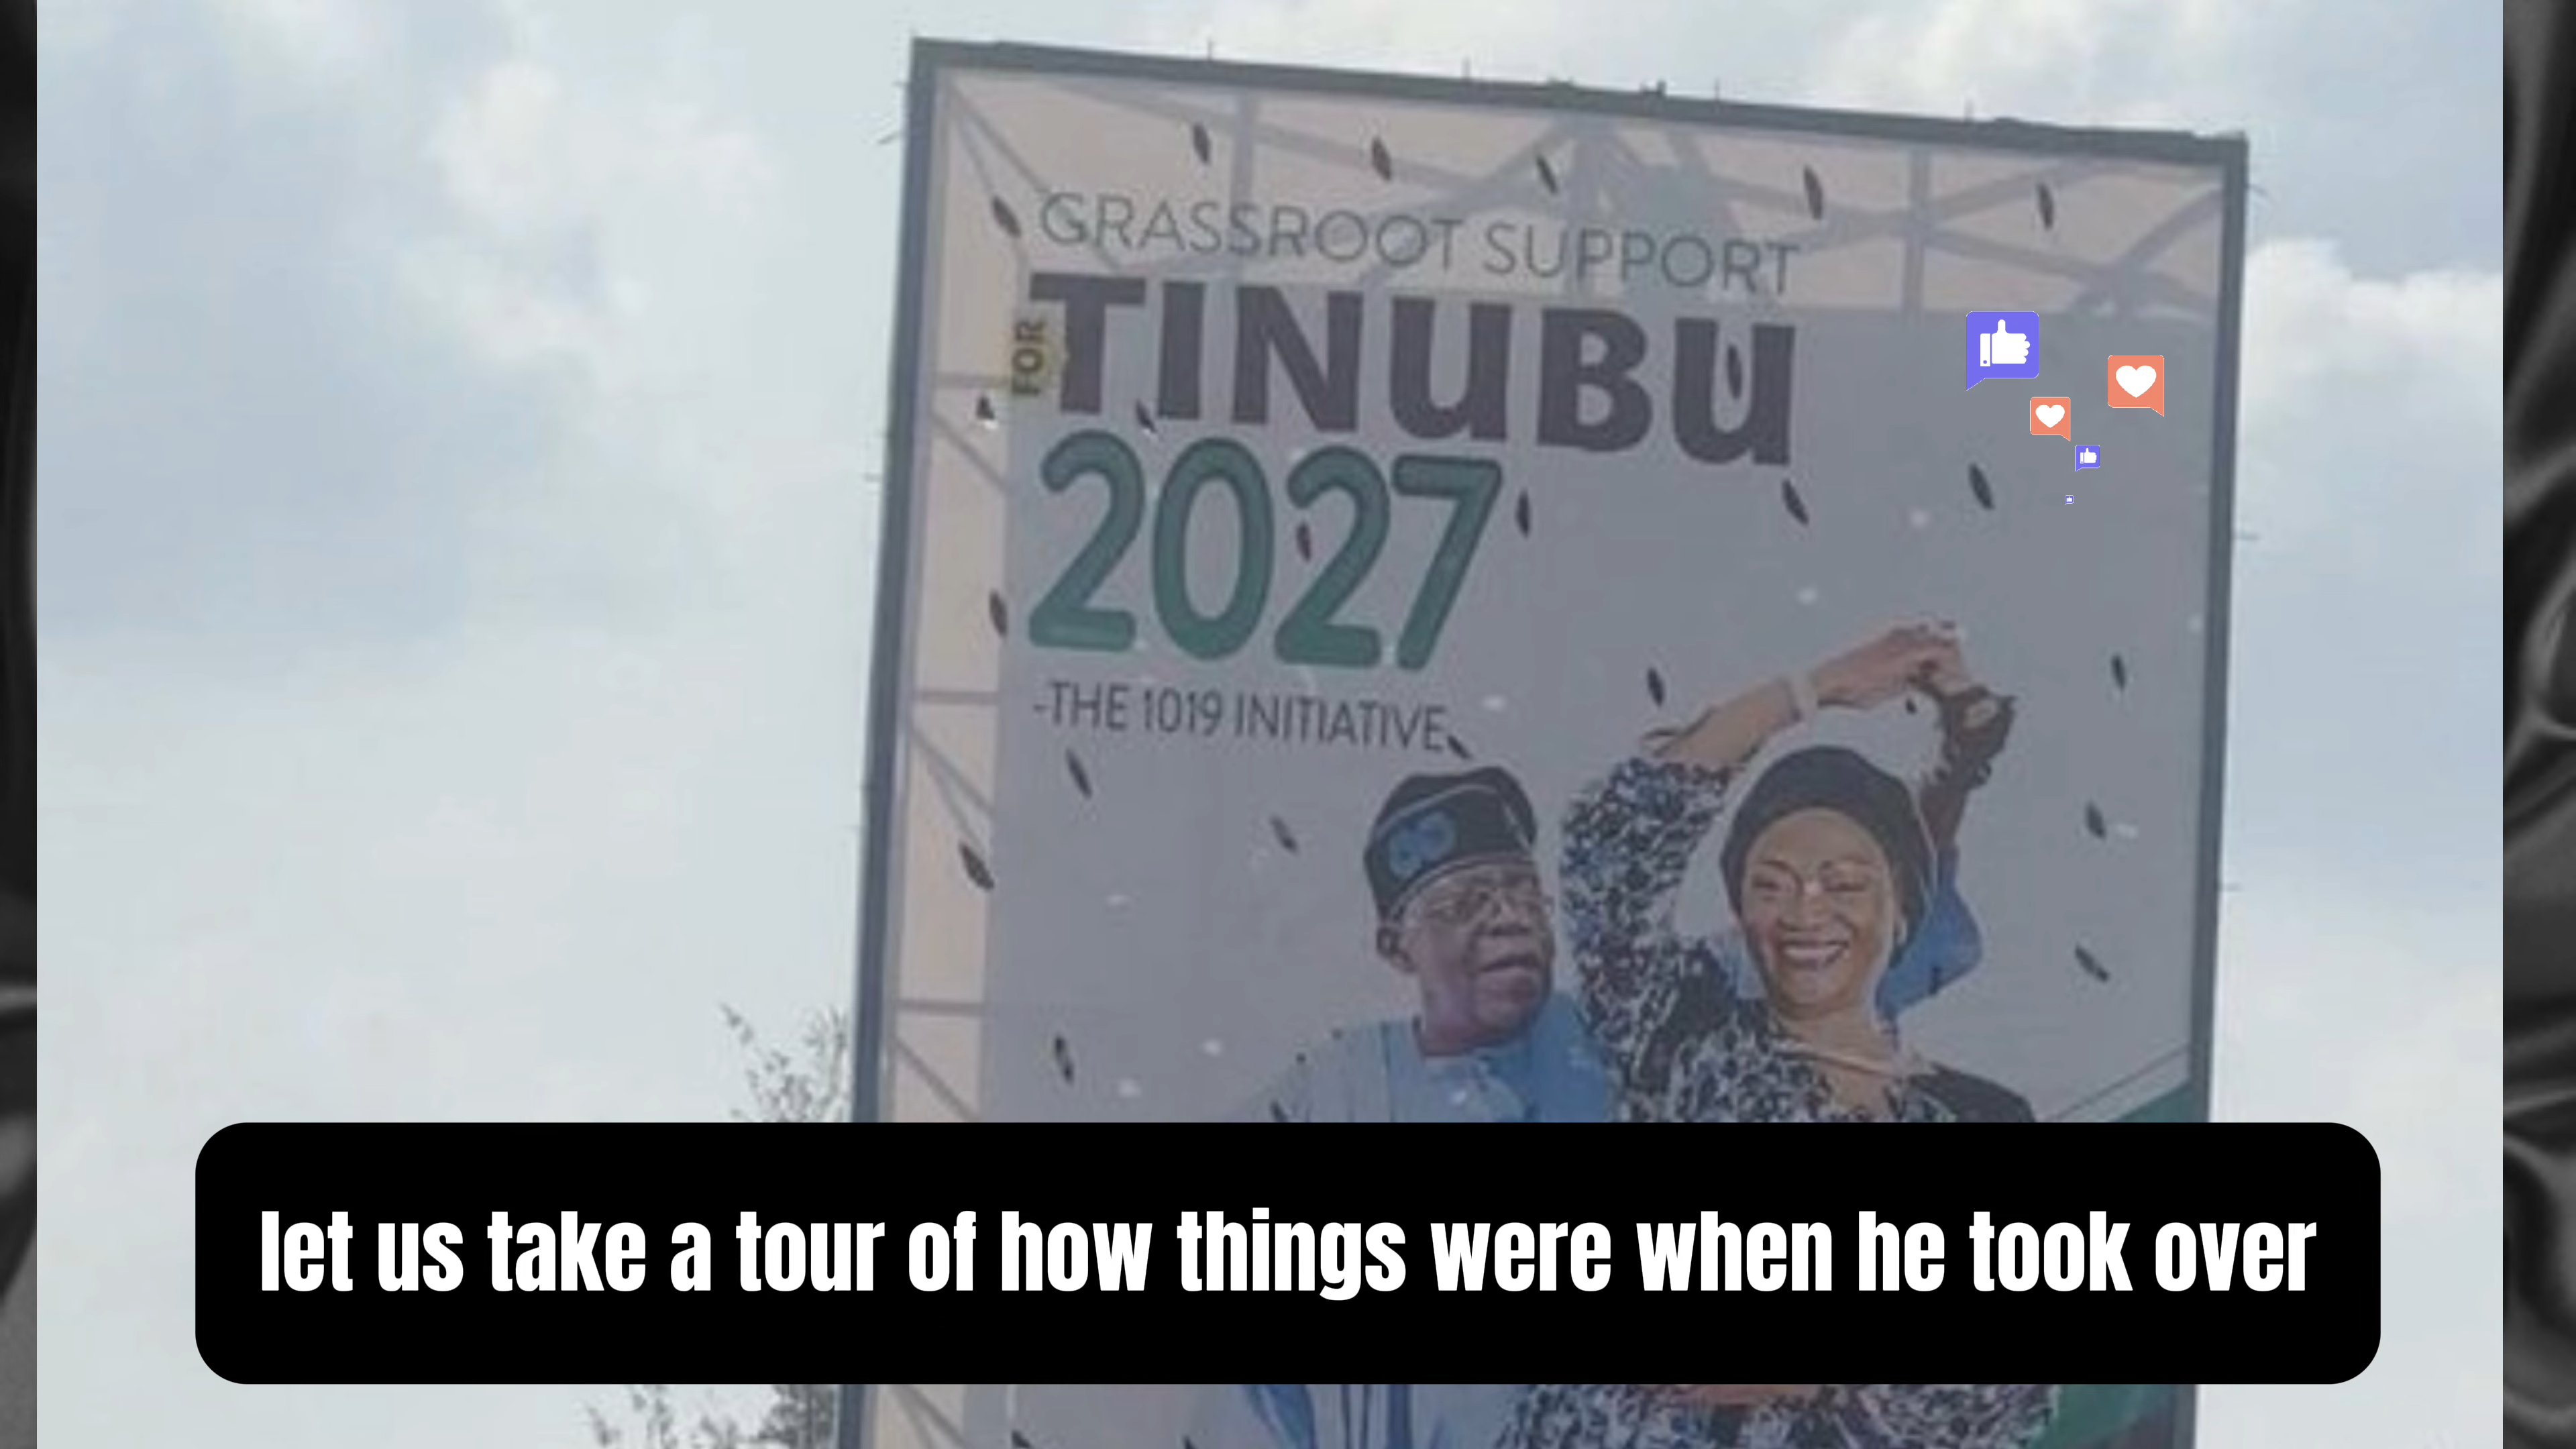 GRASSROOT SUPPORT
FOR
TINUBU
2027
-THE 1019 INITIATIVE
let us take a tour of how things were when he took over